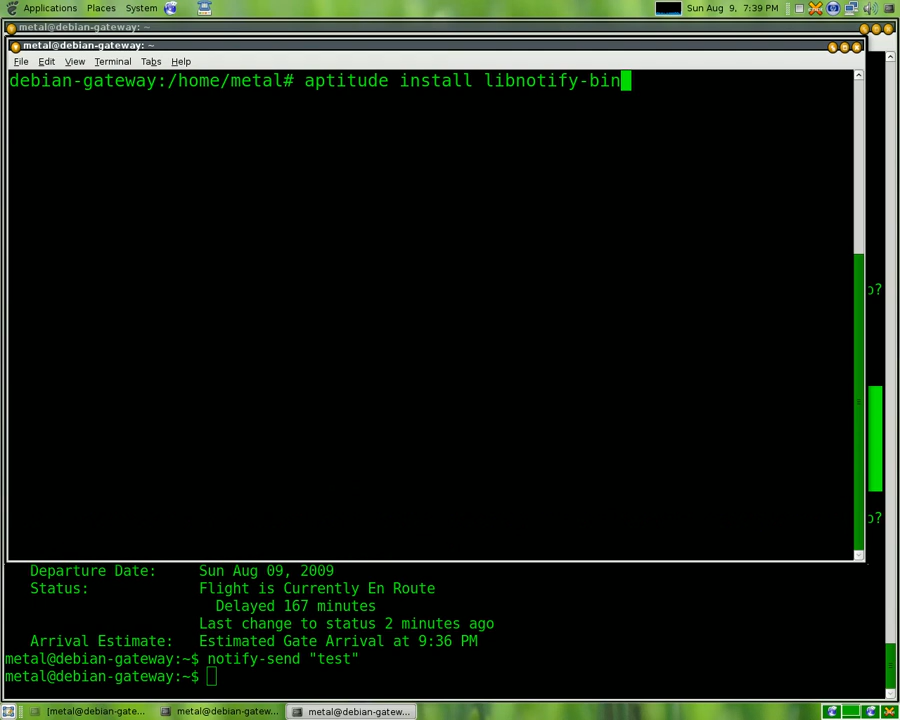 Applications Places System Sun Aug 9, 7:39 PM
metal@debian-gateway: ~
metal@debian-gateway: ~
File Edit View Terminal Tabs Help
debian-gateway:/home/metal# aptitude install libnotify-bin
?
?
Departure Date: Sun Aug 09, 2009
Status: Flight is Currently En Route
Delayed 167 minutes
Last change to status 2 minutes ago
Arrival Estimate: Estimated Gate Arrival at 9:36 PM
metal@debian-gateway:~$ notify-send "test"
metal@debian-gateway:~$
[metal@debian-gate... metal@debian-gatew... metal@debian-gatew...